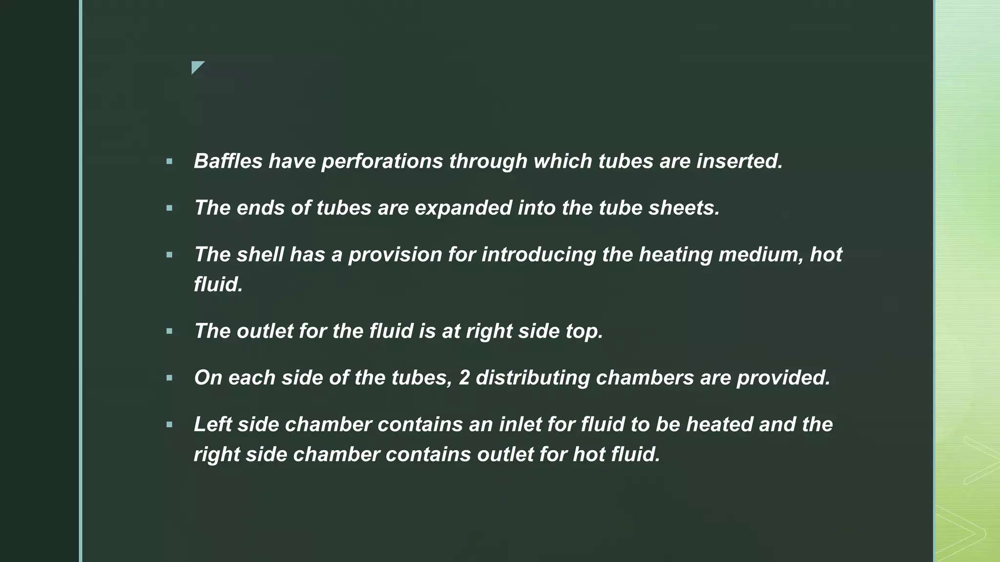 ▪ Baffles have perforations through which tubes are inserted.
▪ The ends of tubes are expanded into the tube sheets.
▪ The shell has a provision for introducing the heating medium, hot
fluid.
▪ The outlet for the fluid is at right side top.
▪ On each side of the tubes, 2 distributing chambers are provided.
▪ Left side chamber contains an inlet for fluid to be heated and the
right side chamber contains outlet for hot fluid.